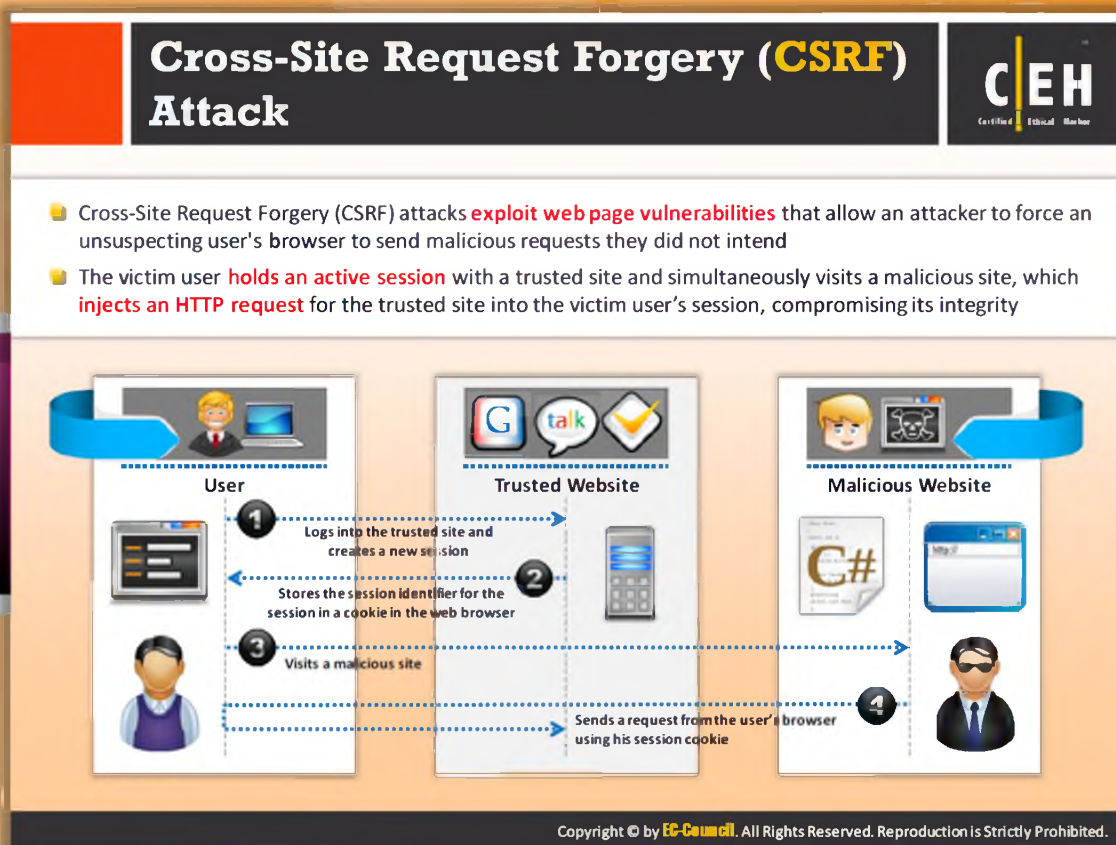 Cross-Site Request Forgery (CSRF)
Attack
C EH
Certified Ethical Hacker
Cross-Site Request Forgery (CSRF) attacks exploit web page vulnerabilities that allow an attacker to force an
unsuspecting user's browser to send malicious requests they did not intend
The victim user holds an active session with a trusted site and simultaneously visits a malicious site, which
injects an HTTP request for the trusted site into the victim user's session, compromising its integrity
G
talk
User
Trusted Website
Malicious Website
1
Logs into the trusted site and
creates a new session
C#
http://
2
Stores the session identifier for the
session in a cookie in the web browser
3
Visits a malicious site
4
Sends a request from the user's browser
using his session cookie
Copyright © by EC-Council. All Rights Reserved. Reproduction is Strictly Prohibited.